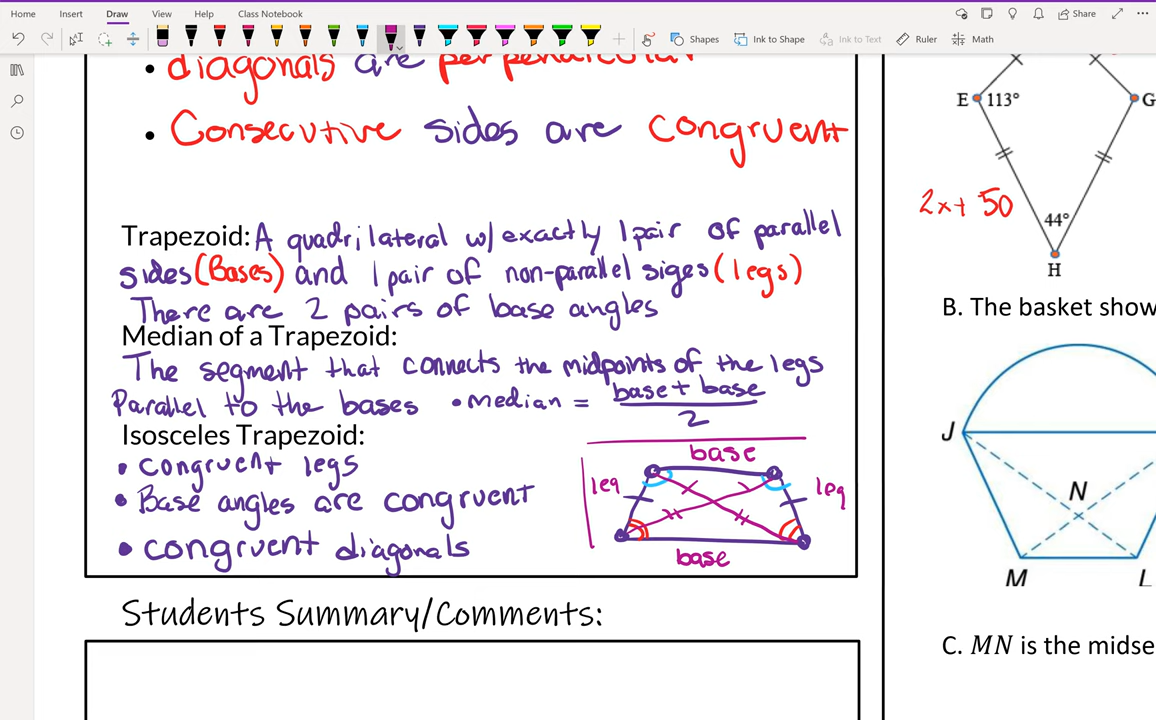 Home Insert Draw View Help Class Notebook Share
Shapes Ink to Shape Ink to Text Ruler Math
• diagonals are perpendicular
• Consecutive sides are congruent
Trapezoid: A quadrilateral w/ exactly 1 pair of parallel
sides (Bases) and 1 pair of non-parallel siges (legs)
There are 2 pairs of base angles
Median of a Trapezoid:
The segment that connects the midpoints of the legs
Parallel to the bases • median = base + base
2
Isosceles Trapezoid:
• congruent legs
• Base angles are congruent
• congruent diagonals
base
leg
leg
base
Students Summary/Comments:
E 113° G
2x+ 50
44°
H
B. The basket show
J
N
M L
C. MN is the midse